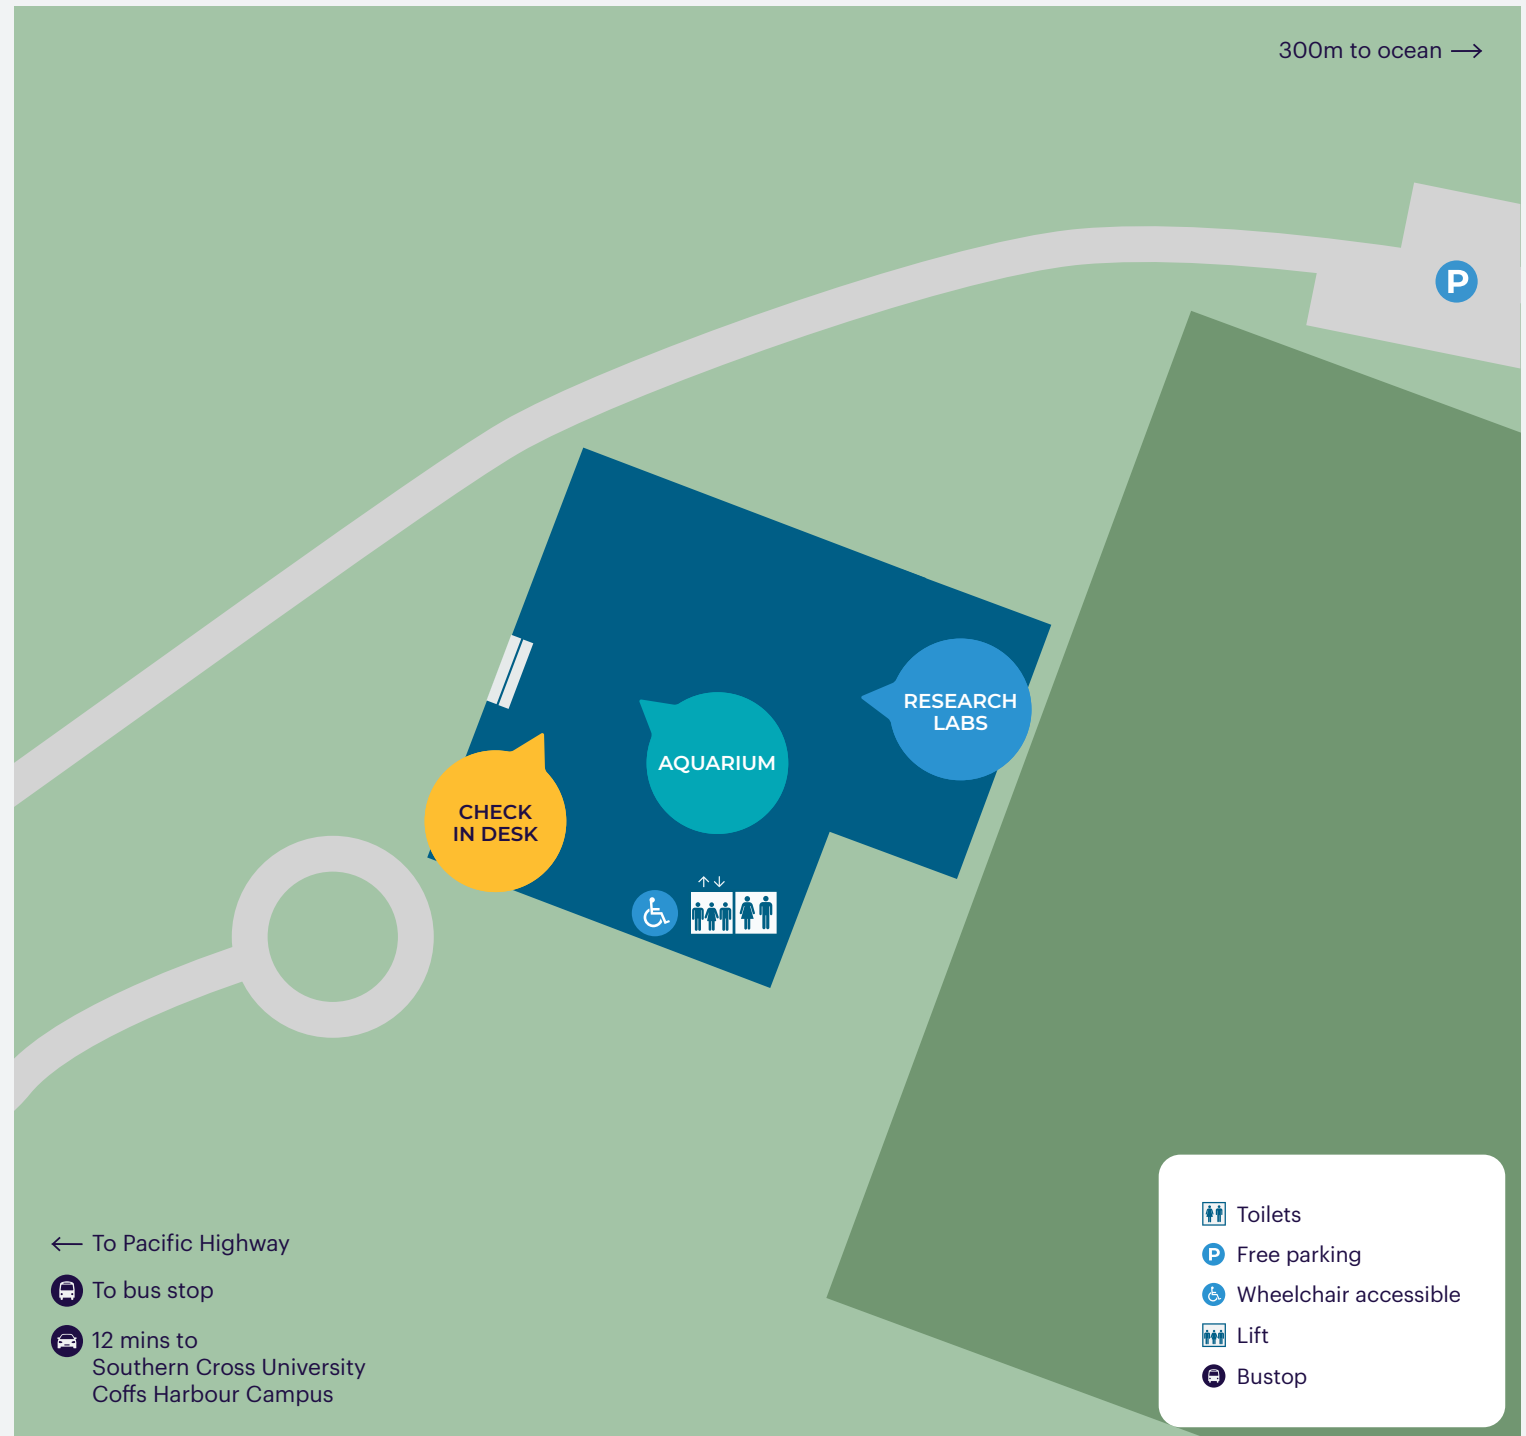 300m to ocean
P
RESEARCH
LABS
AQUARIUM
CHECK
IN DESK
To Pacific Highway
To bus stop
12 mins to
Southern Cross University
Coffs Harbour Campus
Toilets
P Free parking
Wheelchair accessible
Lift
Bustop